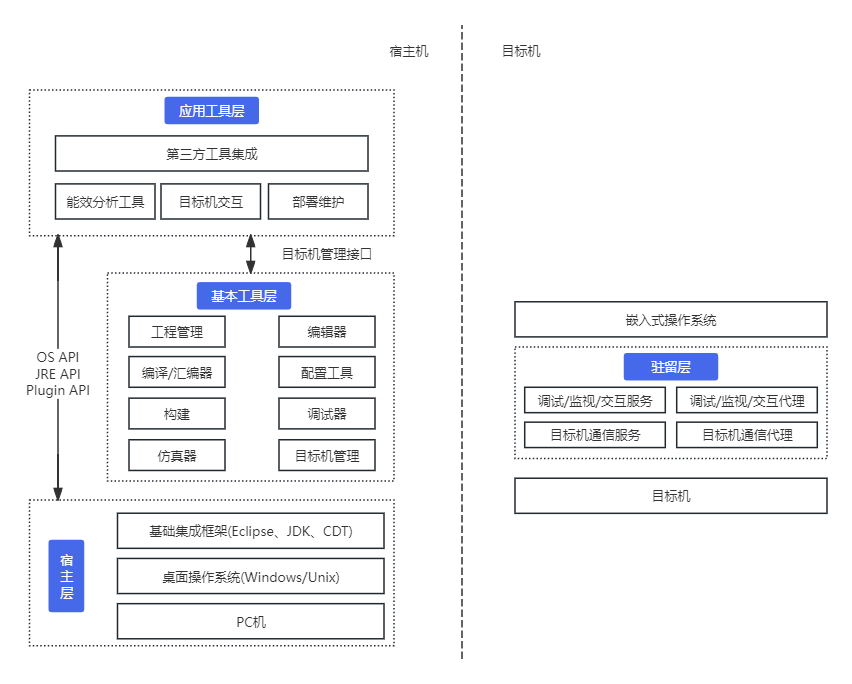 宿主机
目标机
应用工具层
第三方工具集成
能效分析工具
目标机交互
部署维护
目标机管理接口
基本工具层
工程管理
编辑器
编译/汇编器
配置工具
构建
调试器
仿真器
目标机管理
OS API
JRE API
Plugin API
宿主层
基础集成框架(Eclipse、JDK、CDT)
桌面操作系统(Windows/Unix)
PC机
嵌入式操作系统
驻留层
调试/监视/交互服务
调试/监视/交互代理
目标机通信服务
目标机通信代理
目标机